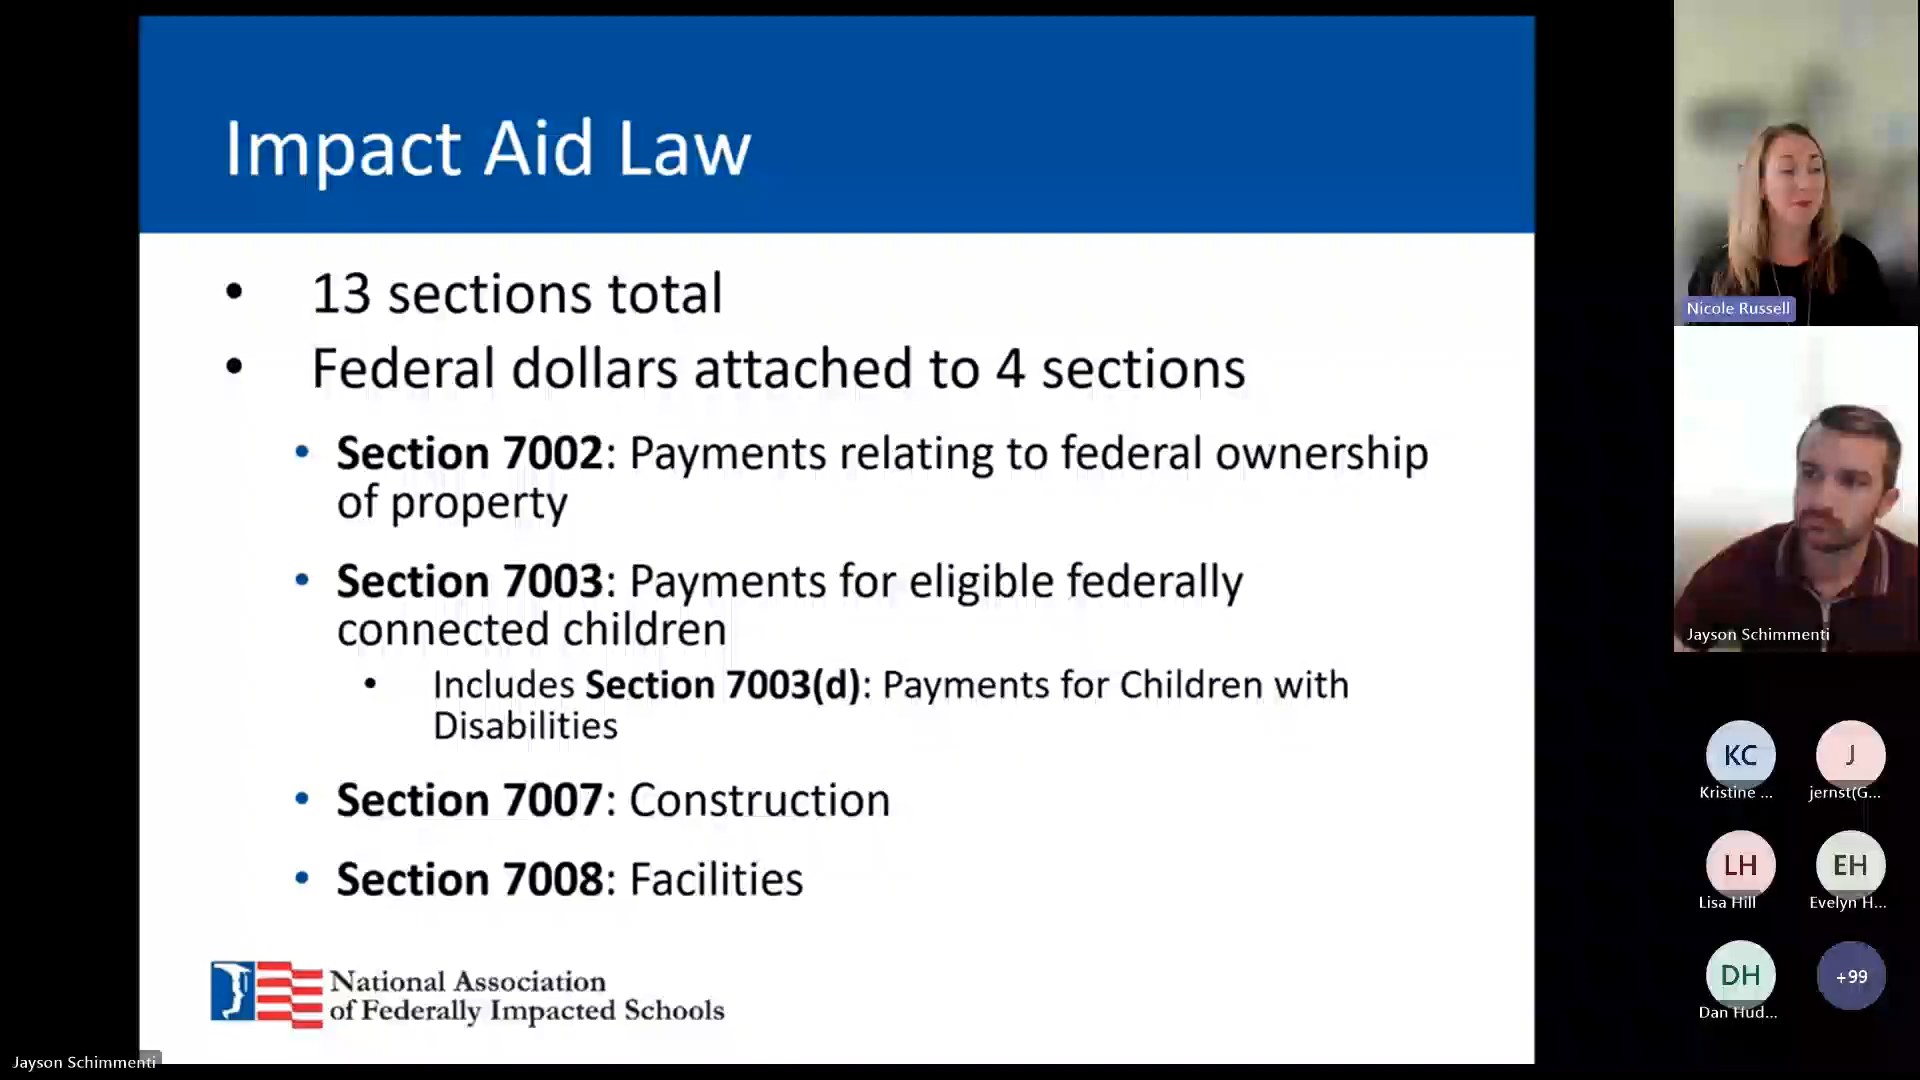 Impact Aid Law
• 13 sections total
• Federal dollars attached to 4 sections
• Section 7002: Payments relating to federal ownership
of property
• Section 7003: Payments for eligible federally
connected children
• Includes Section 7003(d): Payments for Children with
Disabilities
• Section 7007: Construction
• Section 7008: Facilities
National Association
of Federally Impacted Schools
Jayson Schimmenti
Nicole Russell
Jayson Schimmenti
KC
Kristine ...
J
jernst(G...
LH
Lisa Hill
EH
Evelyn H...
DH
Dan Hud...
+99